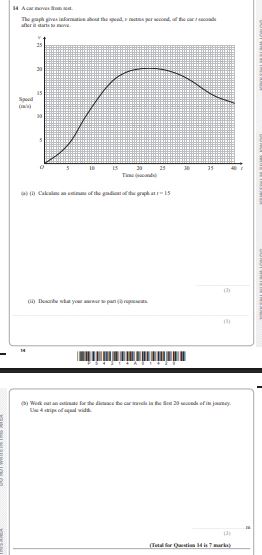 14 A car moves from rest.
The graph gives information about the speed, v metres per second, of the car t seconds
after it starts to move.
v
25
20
15
Speed
(m/s)
10
5
O 5 10 15 20 25 30 35 40 t
Time (seconds)
(a) (i) Calculate an estimate of the gradient of the graph at t = 15
(3)
(ii) Describe what your answer to part (i) represents.
(1)
14
(b) Work out an estimate for the distance the car travels in the first 20 seconds of its journey.
Use 4 strips of equal width.
m
(3)
(Total for Question 14 is 7 marks)
DO NOT WRITE IN THIS AREA
THIS AREA